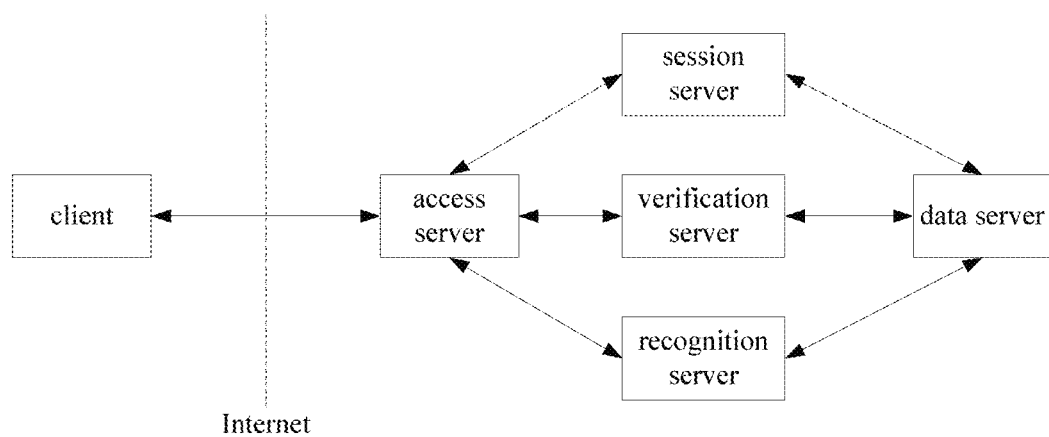 session
server
client
access
server
verification
server
data server
recognition
server
Internet